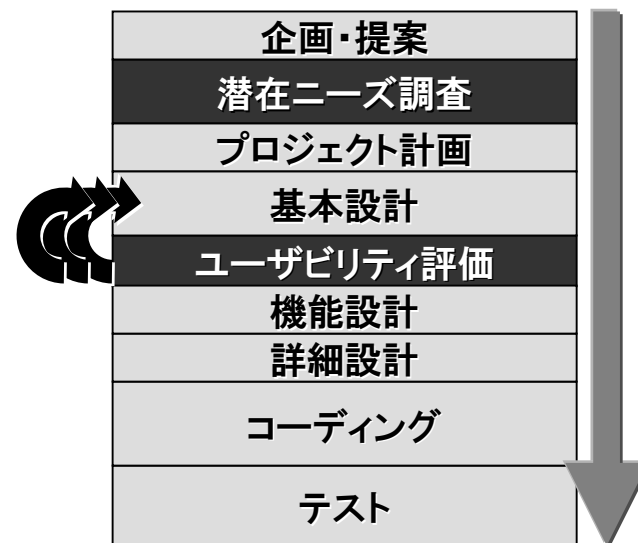 企画・提案
潜在ニーズ調査
プロジェクト計画
基本設計
ユーザビリティ評価
機能設計
詳細設計
コーディング
テスト